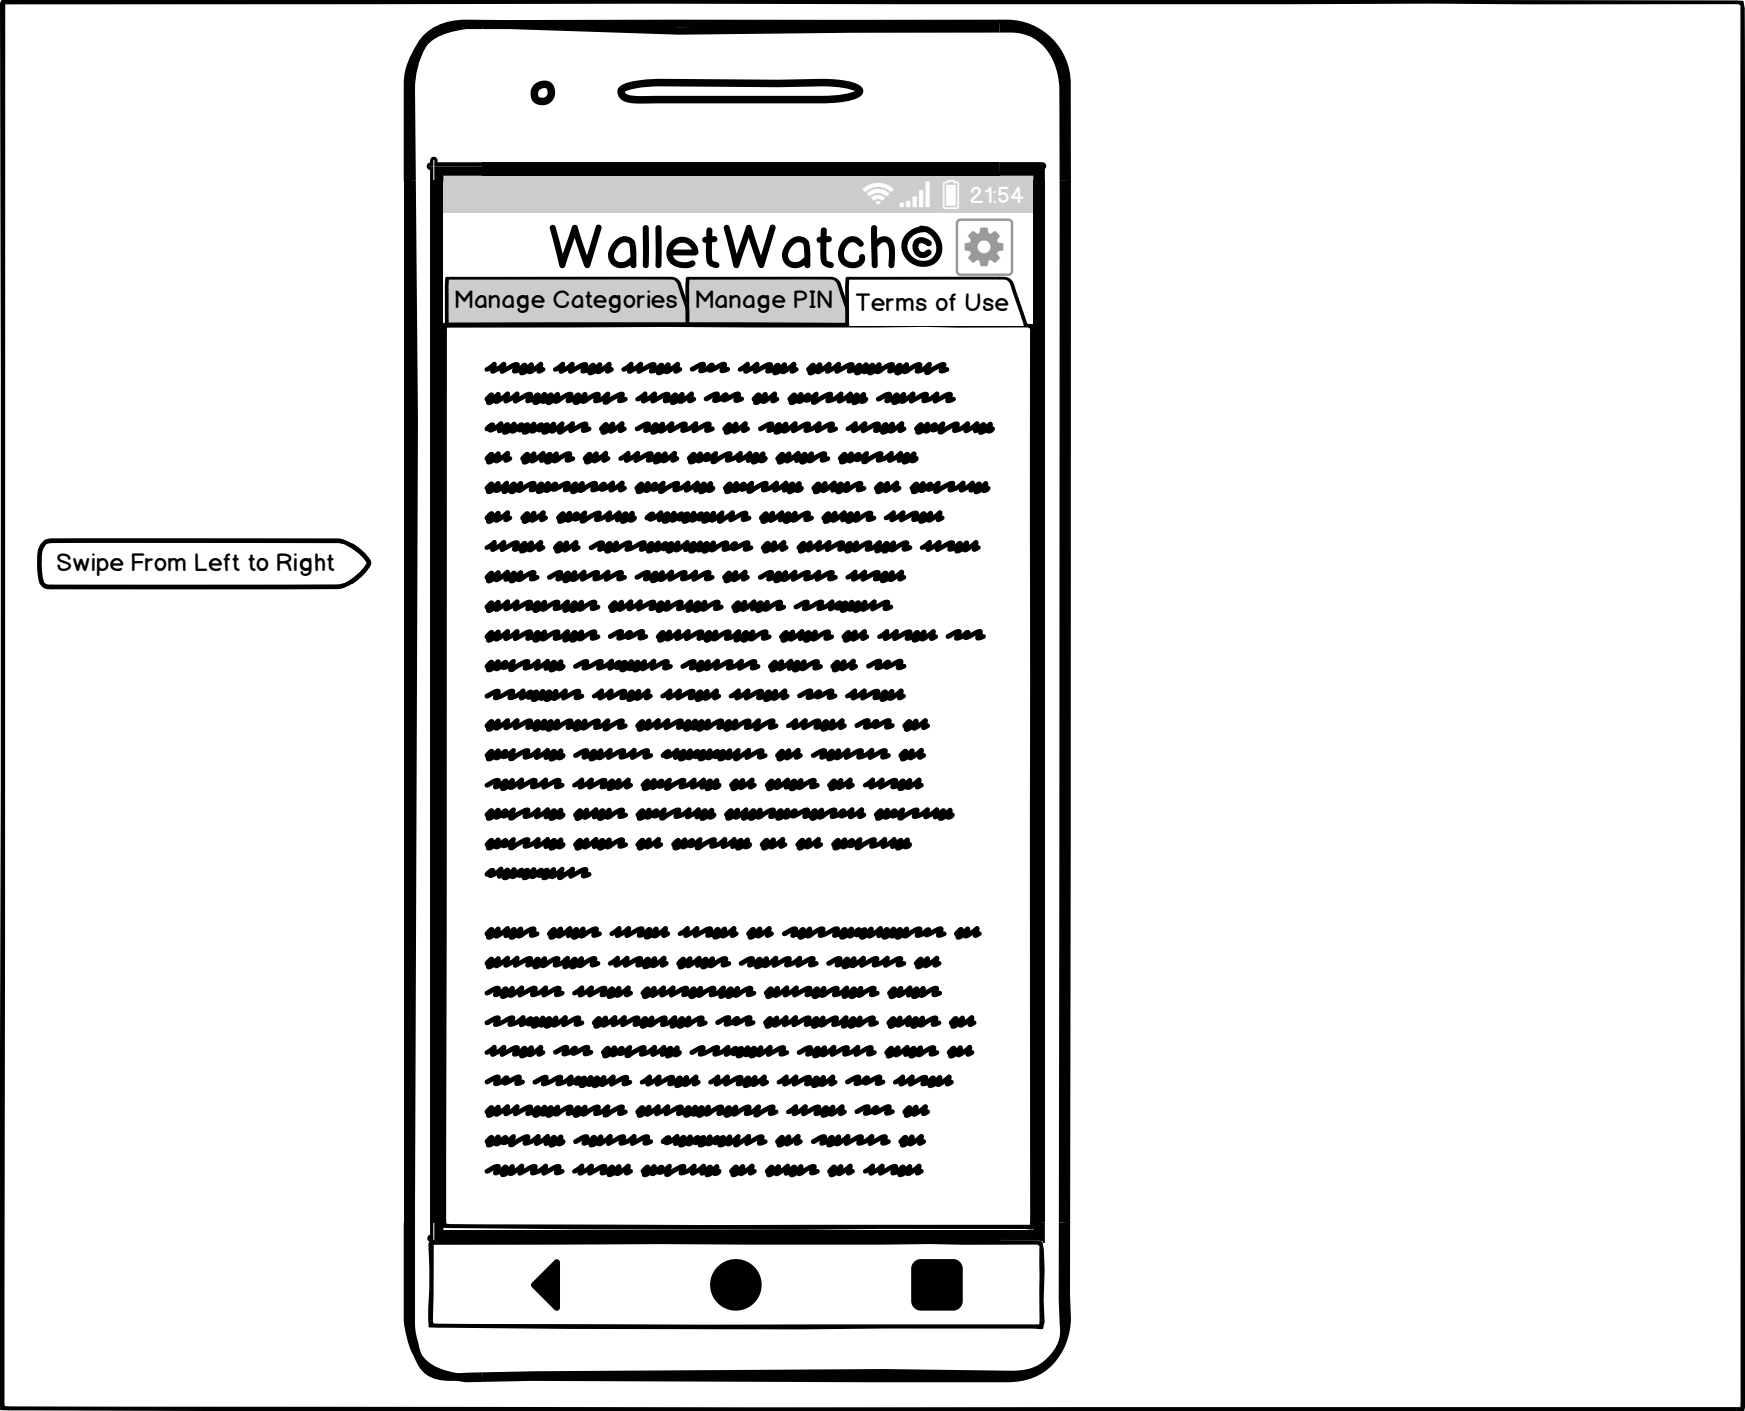 21:54
WalletWatch©
Manage Categories Manage PIN Terms of Use
Swipe From Left to Right